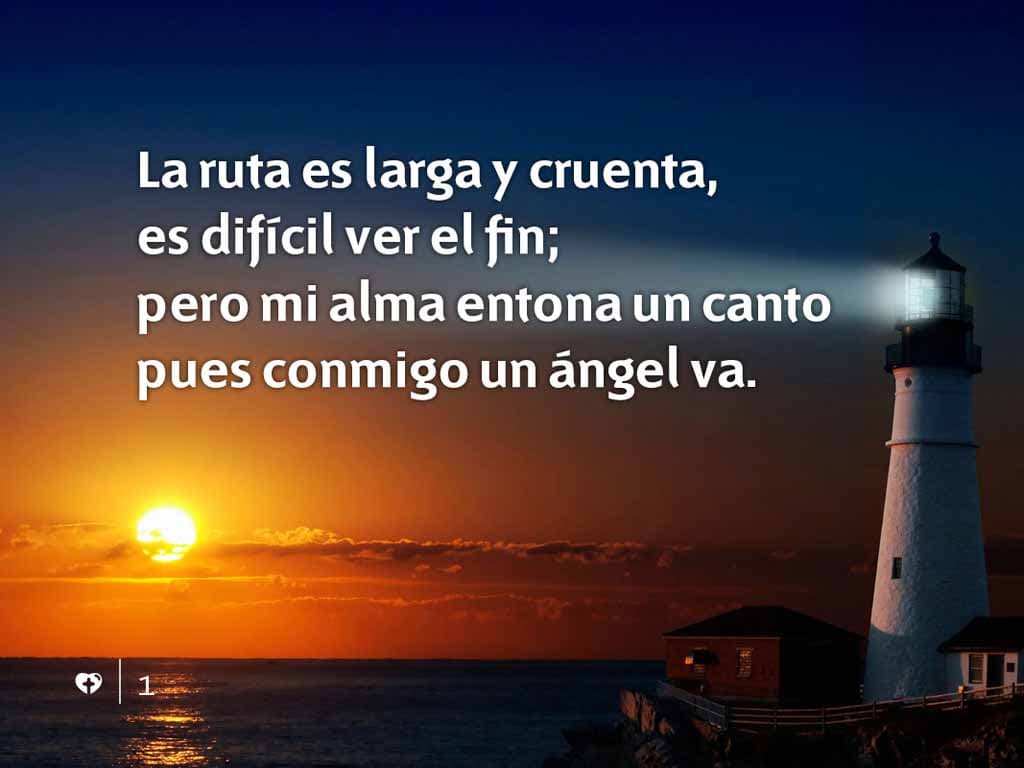 La ruta es larga y cruenta,
es difícil ver el fin;
pero mi alma entona un canto
pues conmigo un ángel va.
1